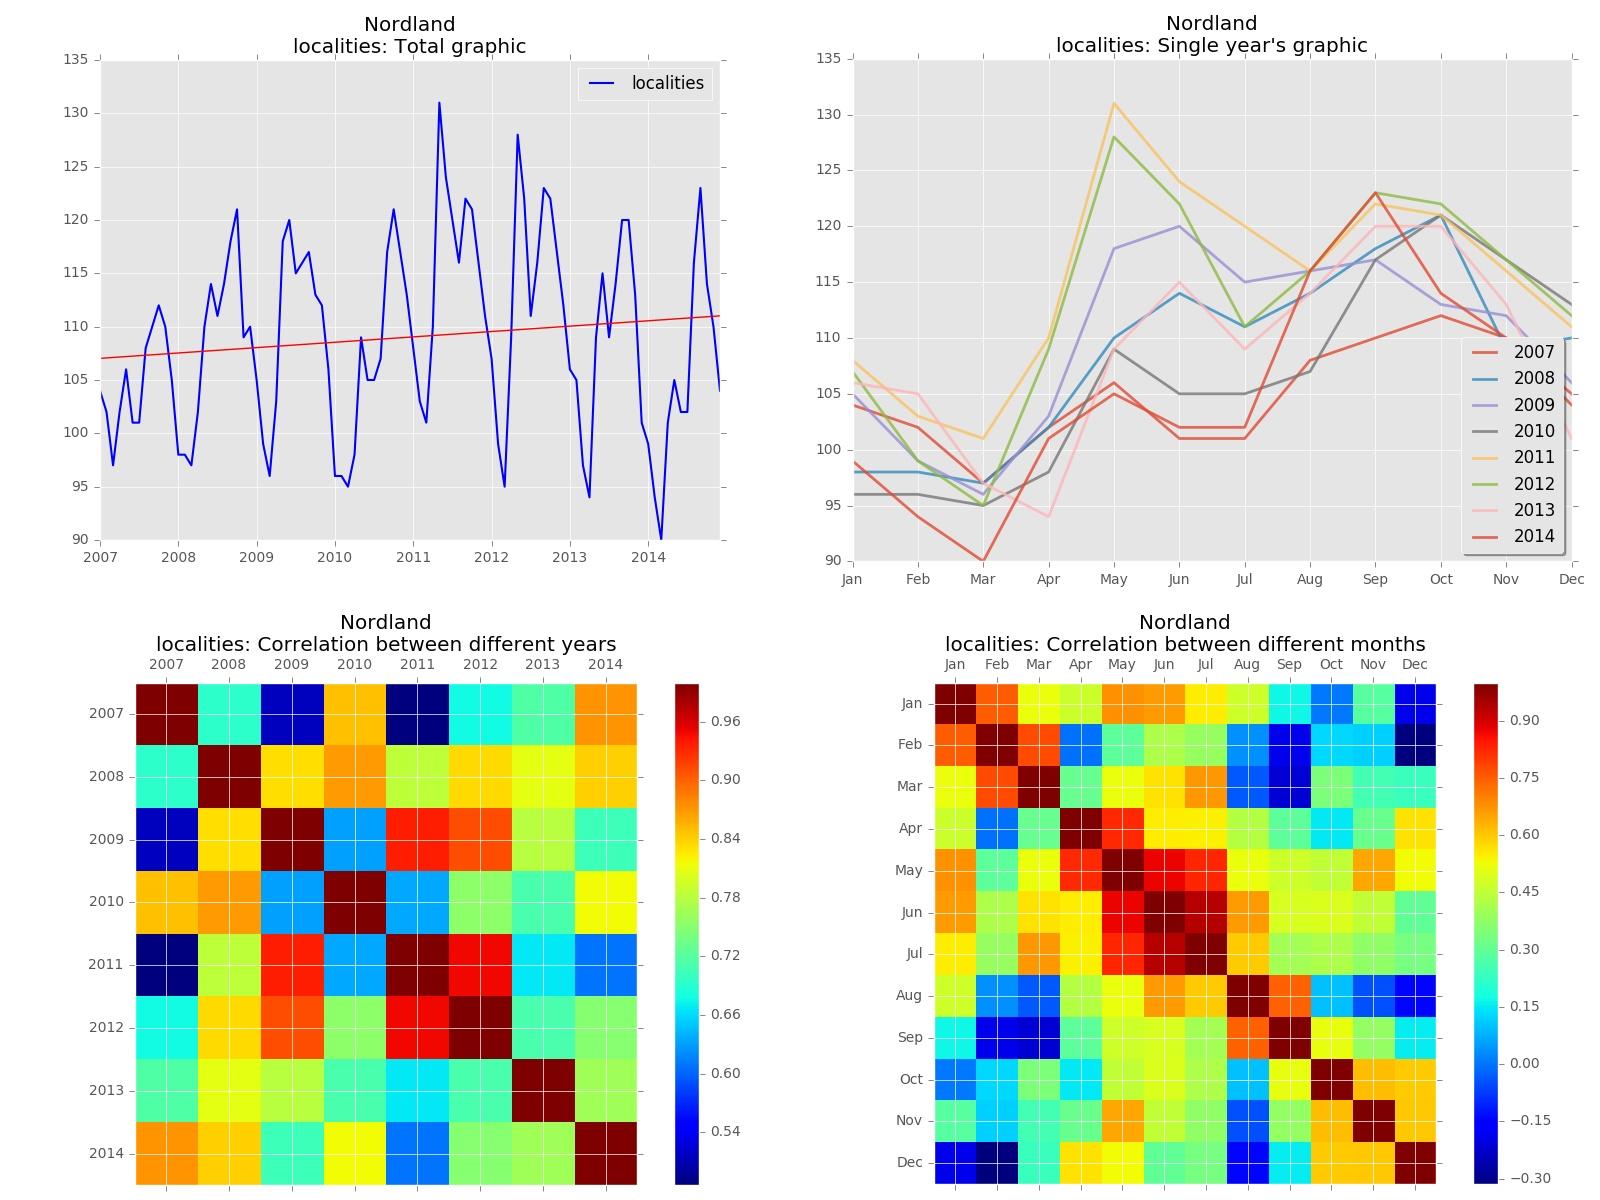 Nordland
localities: Total graphic
135
130
125
120
115
110
105
100
95
90
2007 2008 2009 2010 2011 2012 2013 2014
localities
Nordland
localities: Single year's graphic
135
130
125
120
115
110
105
100
95
90
Jan Feb Mar Apr May Jun Jul Aug Sep Oct Nov Dec
2007
2008
2009
2010
2011
2012
2013
2014
Nordland
localities: Correlation between different years
2007 2008 2009 2010 2011 2012 2013 2014
2007
2008
2009
2010
2011
2012
2013
2014
0.96
0.90
0.84
0.78
0.72
0.66
0.60
0.54
Nordland
localities: Correlation between different months
Jan Feb Mar Apr May Jun Jul Aug Sep Oct Nov Dec
Jan
Feb
Mar
Apr
May
Jun
Jul
Aug
Sep
Oct
Nov
Dec
0.90
0.75
0.60
0.45
0.30
0.15
0.00
−0.15
−0.30